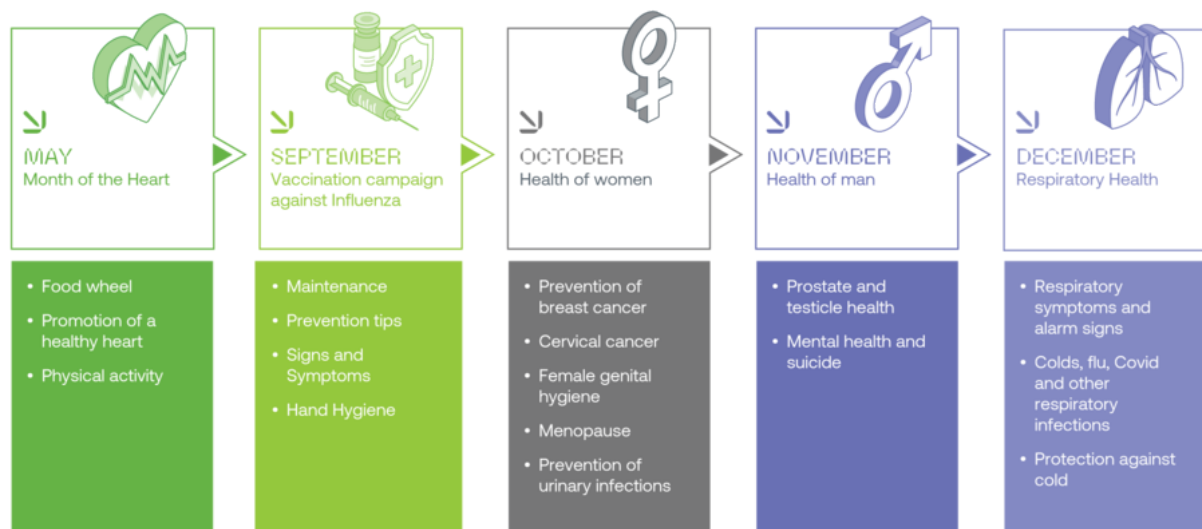 MAY
Month of the Heart
SEPTEMBER
Vaccination campaign
against Influenza
OCTOBER
Health of women
NOVEMBER
Health of man
DECEMBER
Respiratory Health
• Food wheel
• Promotion of a
healthy heart
• Physical activity
• Maintenance
• Prevention tips
• Signs and
Symptoms
• Hand Hygiene
• Prevention of
breast cancer
• Cervical cancer
• Female genital
hygiene
• Menopause
• Prevention of
urinary infections
• Prostate and
testicle health
• Mental health and
suicide
• Respiratory
symptoms and
alarm signs
• Colds, flu, Covid
and other
respiratory
infections
• Protection against
cold